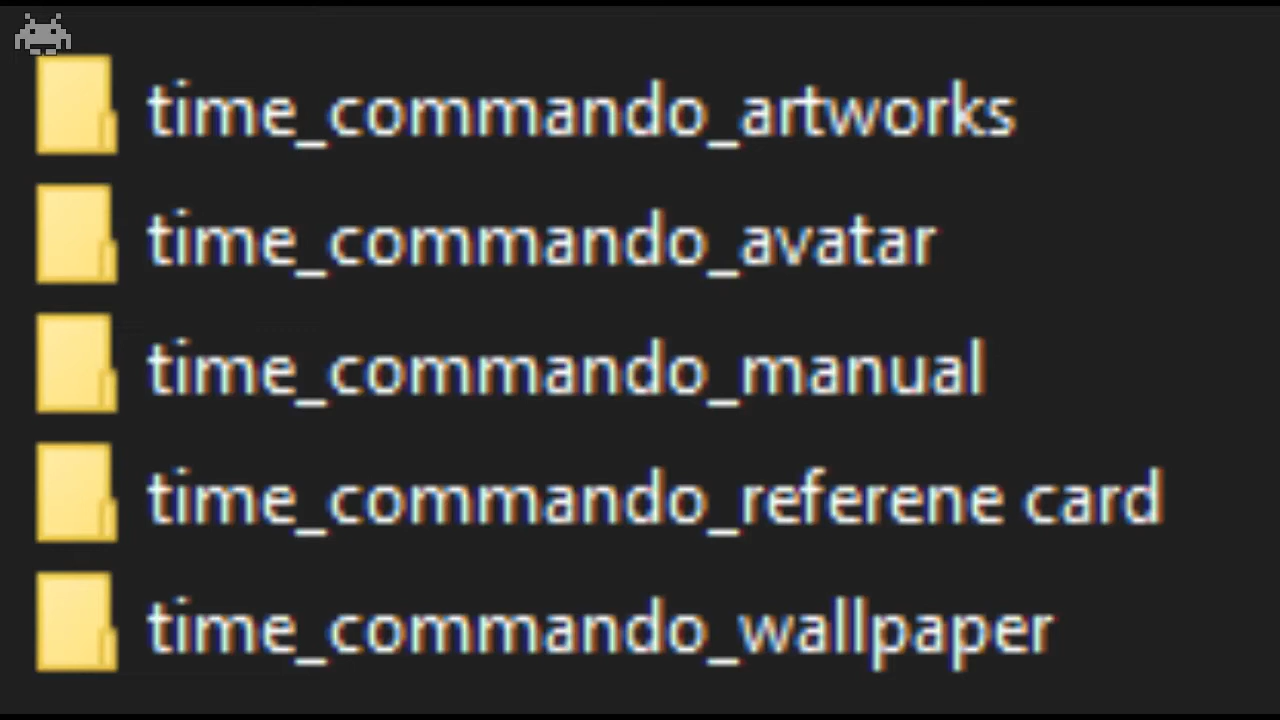 time_commando_artworks
time_commando_avatar
time_commando_manual
time_commando_referene card
time_commando_wallpaper